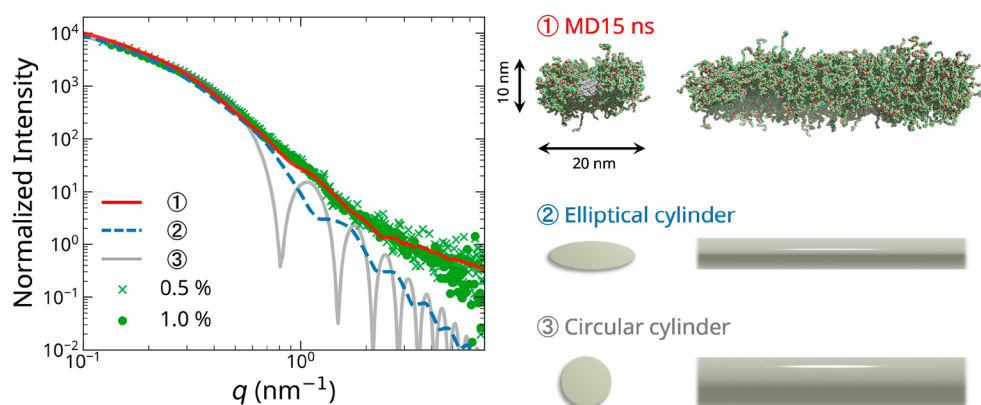 10⁴
10³
10²
10¹
10⁰
10⁻¹
10⁻²
Normalized Intensity
①
②
③
0.5 %
1.0 %
10⁻¹
10⁰
q (nm⁻¹)
① MD15 ns
10 nm
20 nm
② Elliptical cylinder
③ Circular cylinder